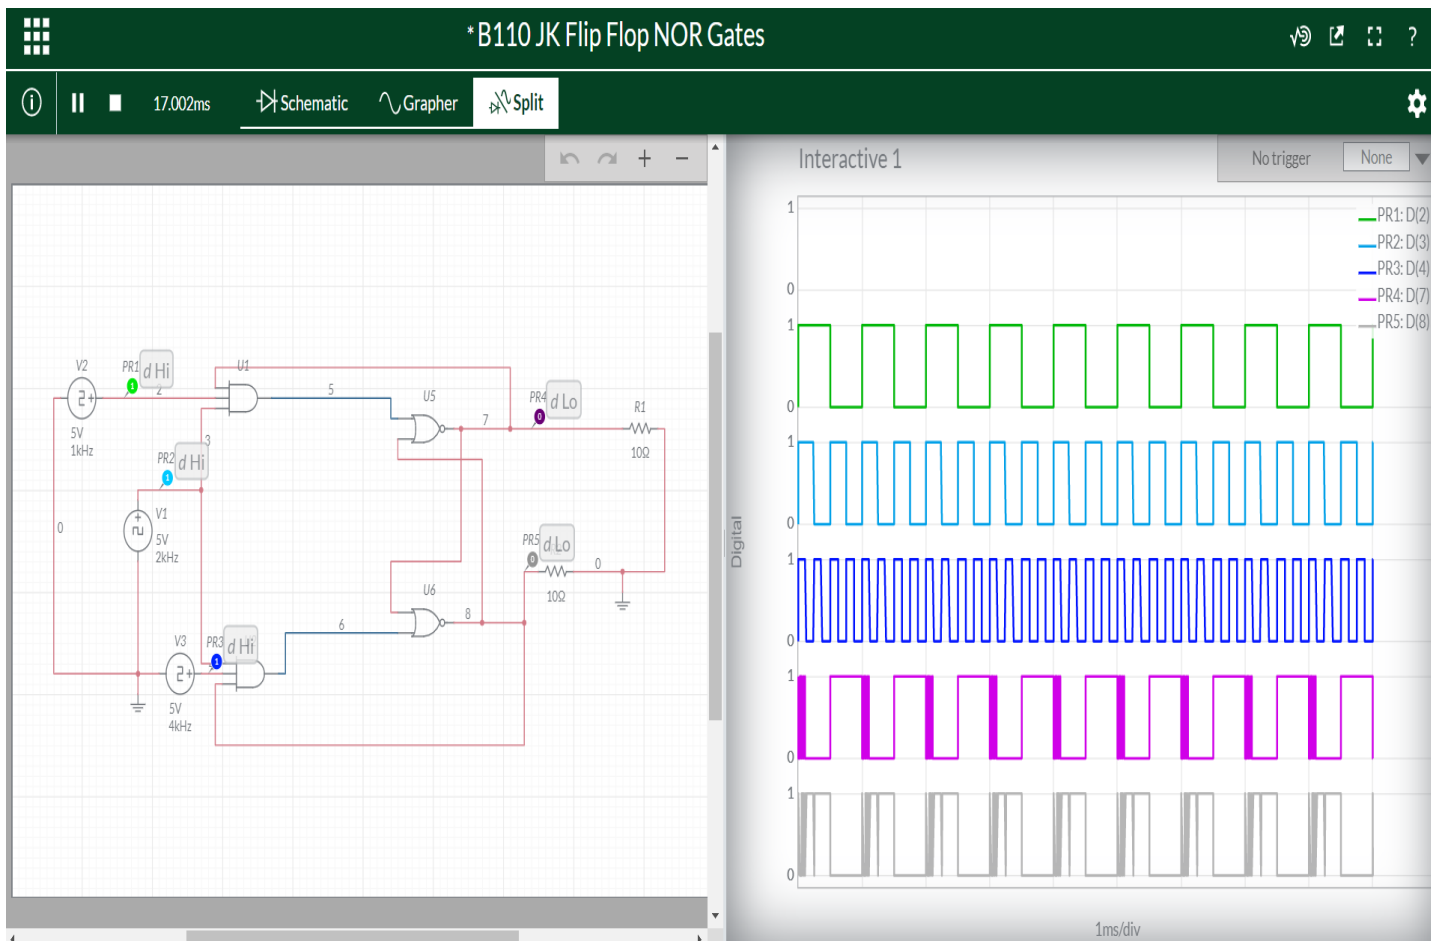 * B110 JK Flip Flop NOR Gates
?
17.002ms
Schematic
Grapher
Split
Interactive 1
No trigger
None
V2
5V
1kHz
PR1
d Hi
2
U1
5
U5
7
PR4
d Lo
R1
10Ω
3
PR2
d Hi
V1
5V
2kHz
0
PR5
d Lo
10Ω
0
U6
8
6
V3
PR3
d Hi
5V
4kHz
Digital
1
0
1
0
1
0
1
0
1
0
1
0
PR1: D(2)
PR2: D(3)
PR3: D(4)
PR4: D(7)
PR5: D(8)
1ms/div